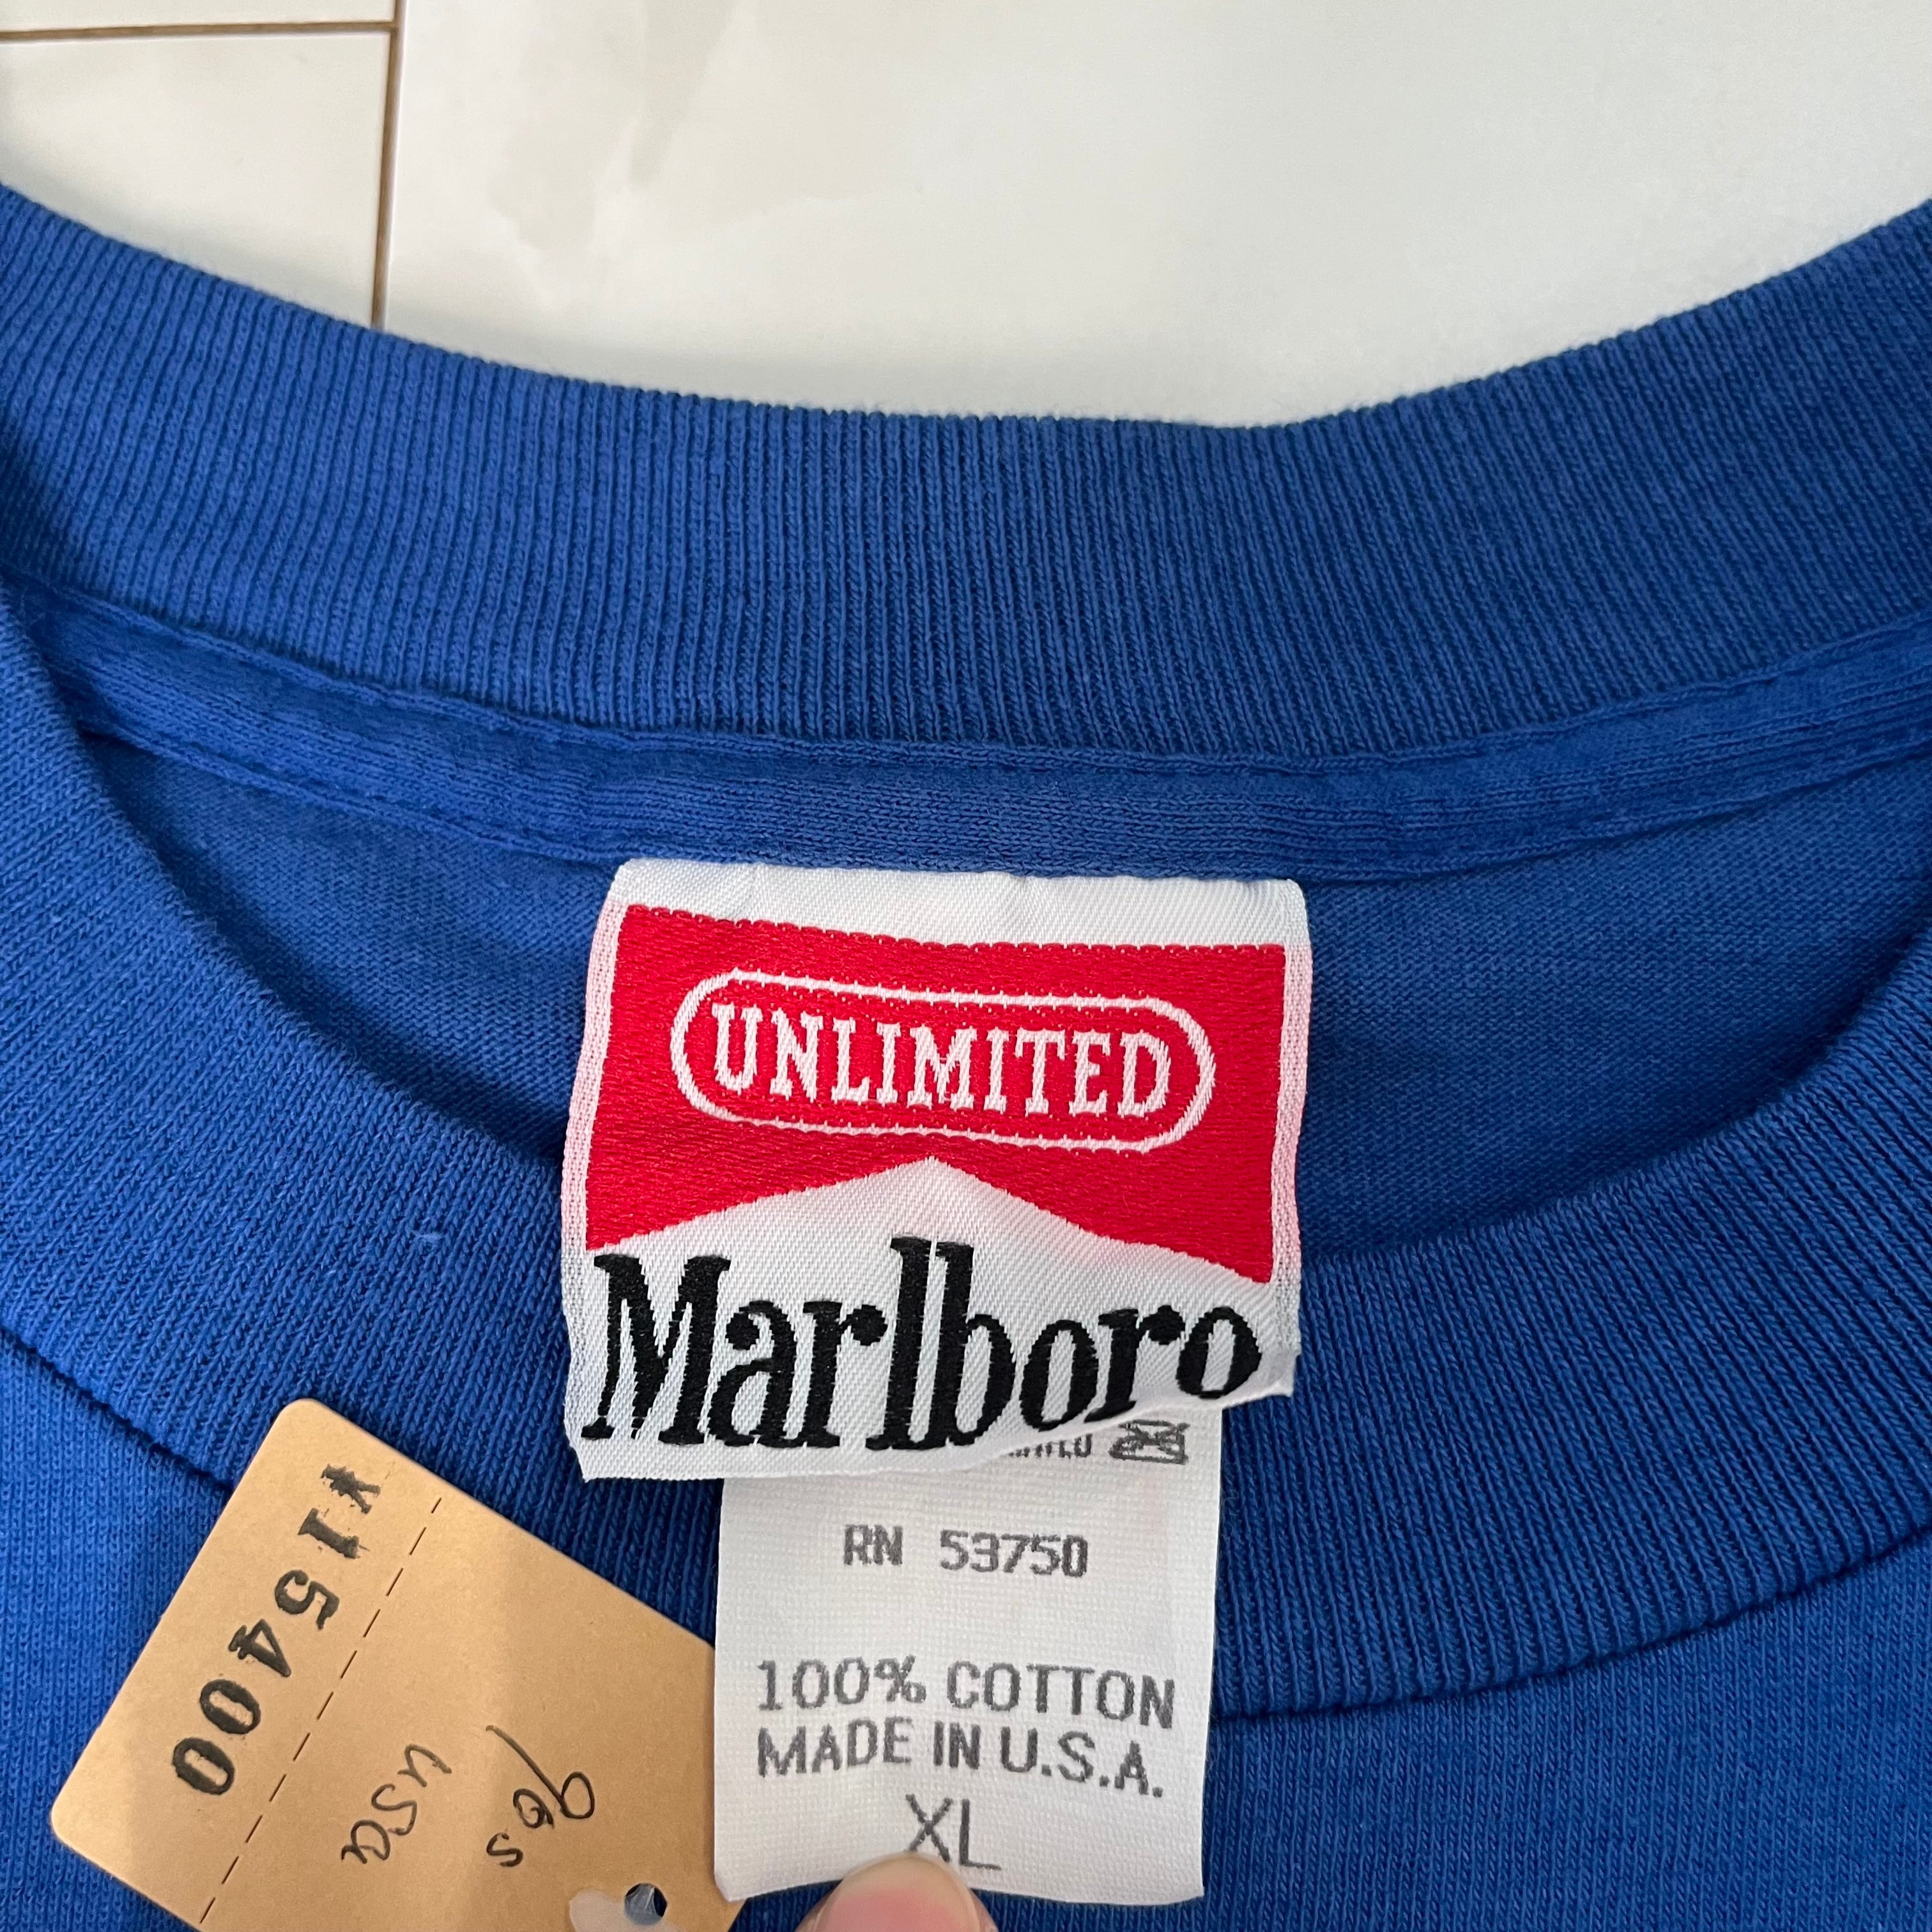 UNLIMITED
Marlboro
RN 53750
100% COTTON
MADE IN U.S.A.
XL
¥15400
90s
USA